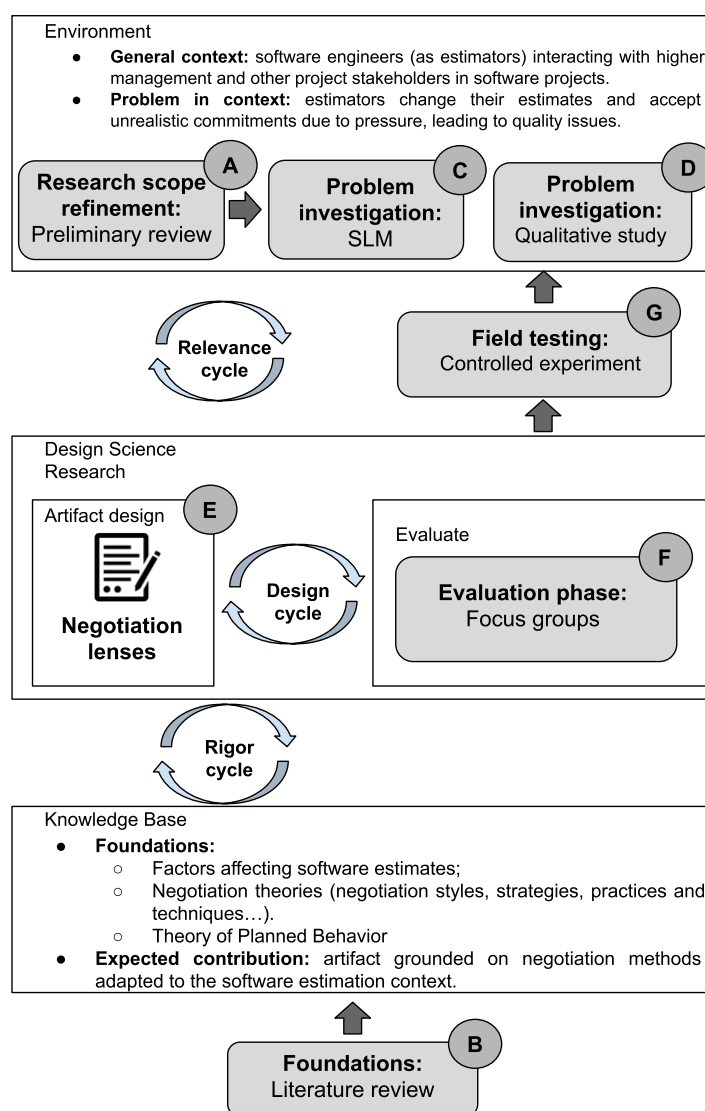 Environment
● General context: software engineers (as estimators) interacting with higher
management and other project stakeholders in software projects.
● Problem in context: estimators change their estimates and accept
unrealistic commitments due to pressure, leading to quality issues.
A
Research scope
refinement:
Preliminary review
C
Problem
investigation:
SLM
D
Problem
investigation:
Qualitative study
G
Field testing:
Controlled experiment
Relevance
cycle
Design Science
Research
E
Artifact design
Negotiation
lenses
Design
cycle
Evaluate
F
Evaluation phase:
Focus groups
Rigor
cycle
Knowledge Base
● Foundations:
○ Factors affecting software estimates;
○ Negotiation theories (negotiation styles, strategies, practices and
techniques…).
○ Theory of Planned Behavior
● Expected contribution: artifact grounded on negotiation methods
adapted to the software estimation context.
B
Foundations:
Literature review